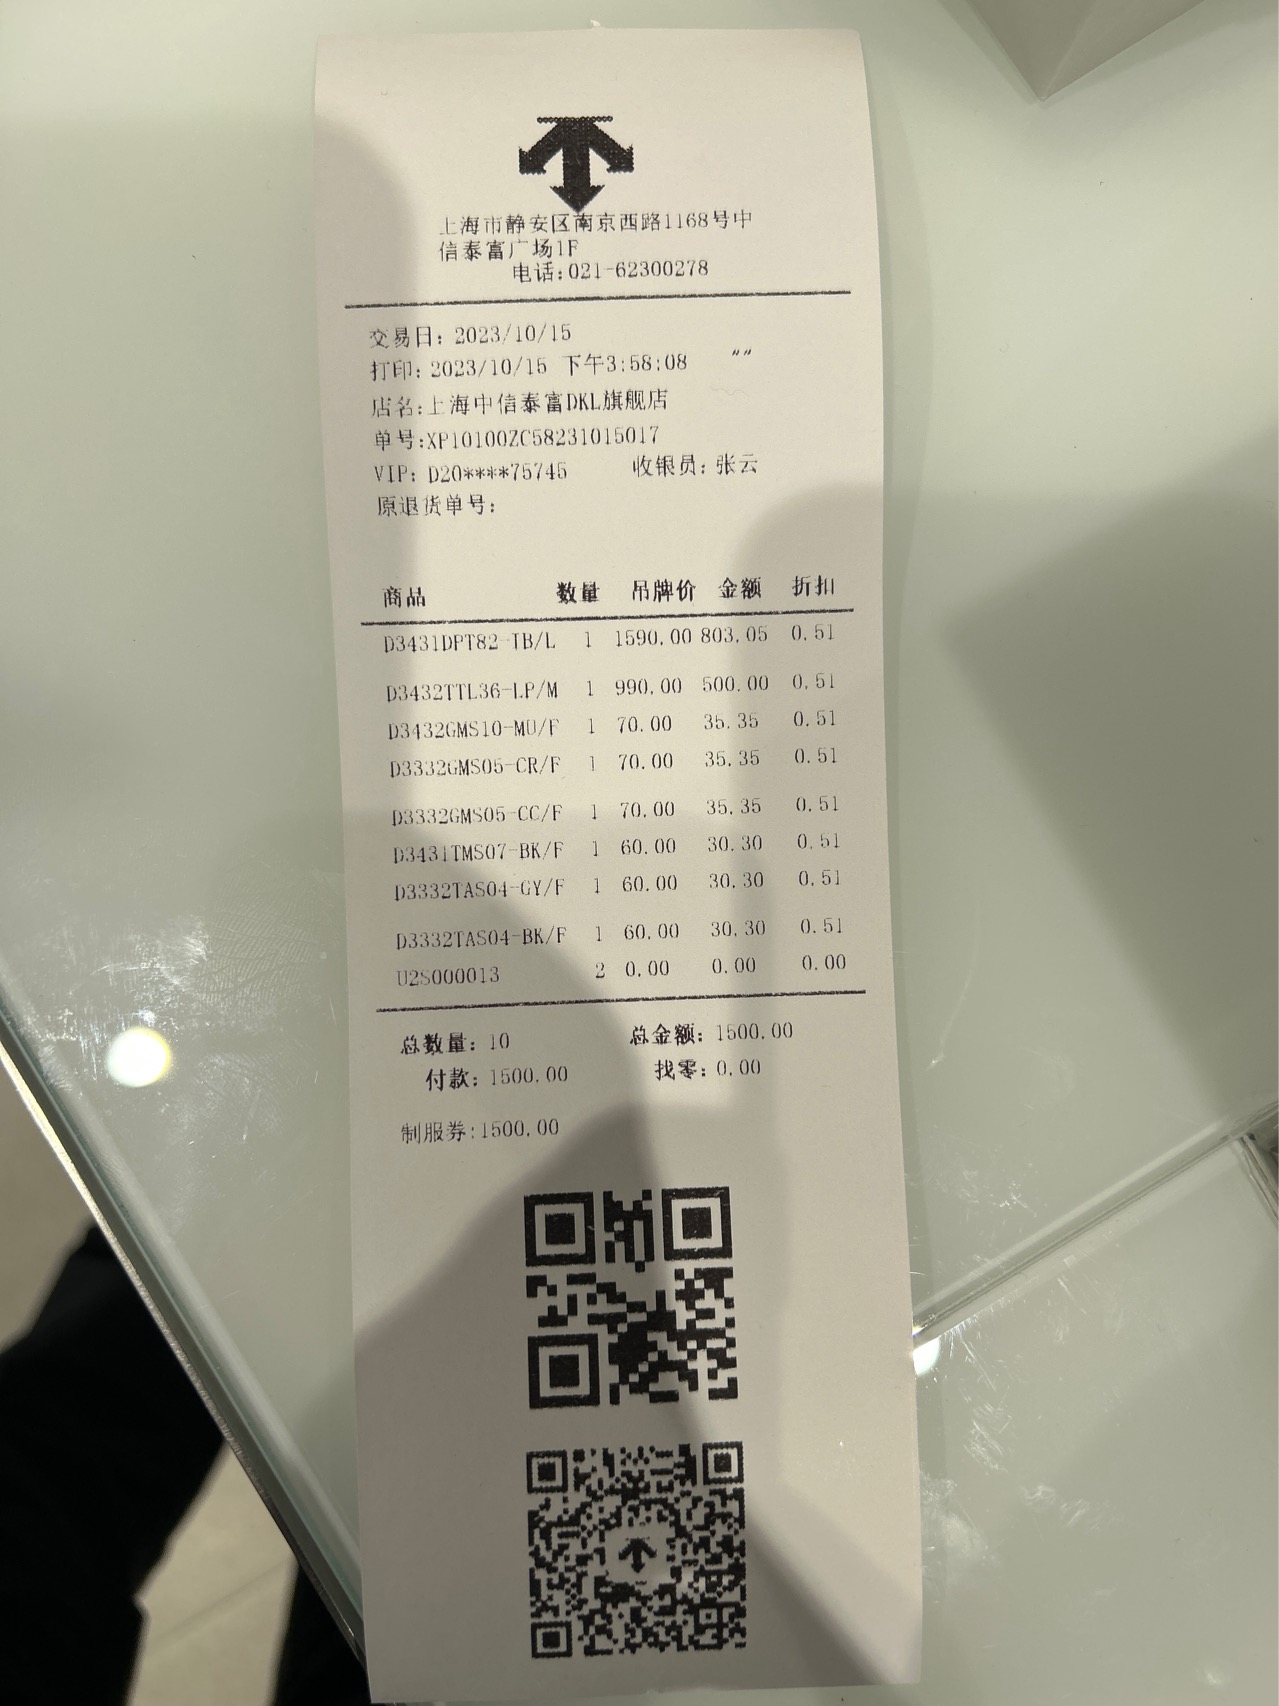 上海市静安区南京西路1168号中
信泰富广场1F
电话:021-62300278
交易日: 2023/10/15
打印: 2023/10/15 下午3:58:08 ""
店名:上海中信泰富DKL旗舰店
单号:XP10100ZC58231015017
VIP: D20****75745 收银员: 张云
原退货单号:
商品 数量 吊牌价 金额 折扣
D3431DPT82-TB/L 1 1590.00 803.05 0.51
D3432TTL36-LP/M 1 990.00 500.00 0.51
D3432GMS10-MU/F 1 70.00 35.35 0.51
D3332GMS05-CR/F 1 70.00 35.35 0.51
D3332GMS05-CC/F 1 70.00 35.35 0.51
D3431TMS07-BK/F 1 60.00 30.30 0.51
D3332TAS04-GY/F 1 60.00 30.30 0.51
D3332TAS04-BK/F 1 60.00 30.30 0.51
U2S000013 2 0.00 0.00 0.00
总数量: 10 总金额: 1500.00
付款: 1500.00 找零: 0.00
制服券:1500.00